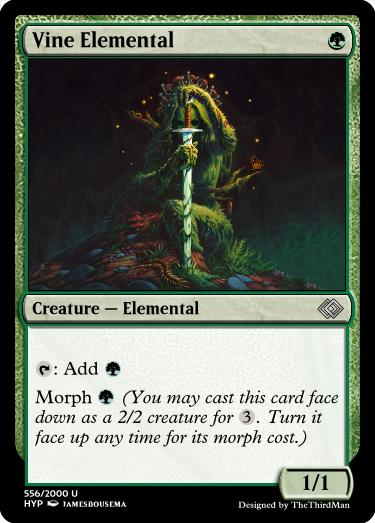 Vine Elemental
Creature — Elemental
: Add
Morph (You may cast this card face
down as a 2/2 creature for 3. Turn it
face up any time for its morph cost.)
1/1
556/2000 U
HYP JAMESBOUSEMA
Designed by TheThirdMan